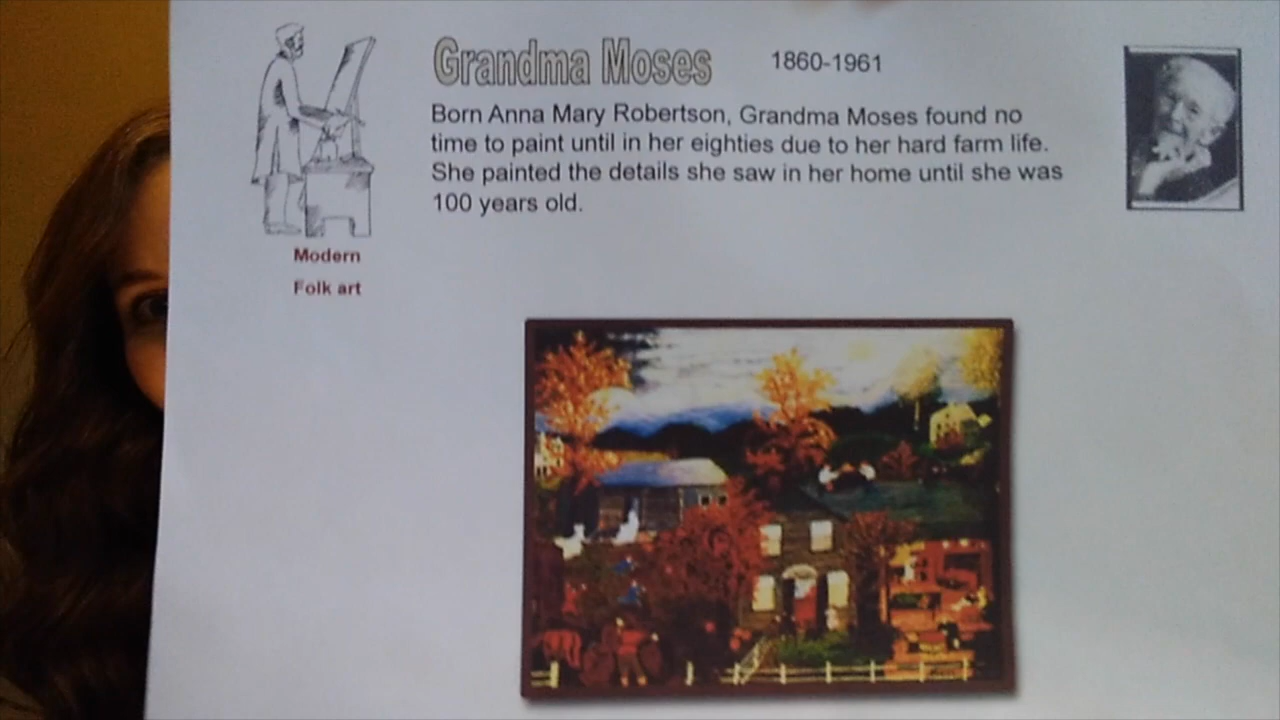 Grandma Moses 1860-1961
Born Anna Mary Robertson, Grandma Moses found no
time to paint until in her eighties due to her hard farm life.
She painted the details she saw in her home until she was
100 years old.
Modern
Folk art